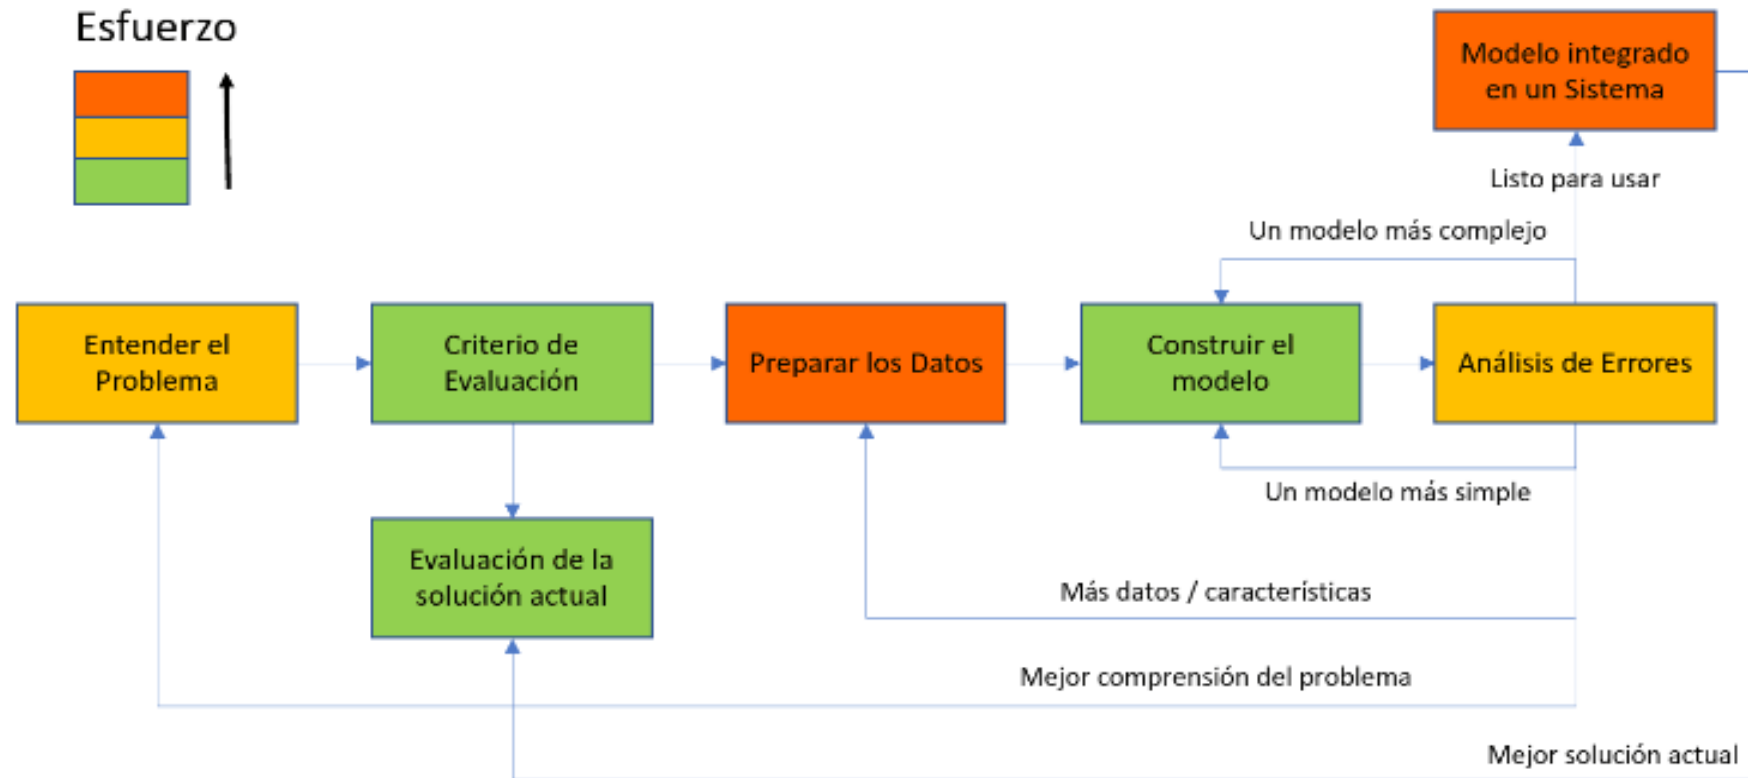 Esfuerzo
Modelo integrado
en un Sistema
Listo para usar
Un modelo más complejo
Entender el
Problema
Criterio de
Evaluación
Preparar los Datos
Construir el
modelo
Análisis de Errores
Un modelo más simple
Evaluación de la
solución actual
Más datos / características
Mejor comprensión del problema
Mejor solución actual